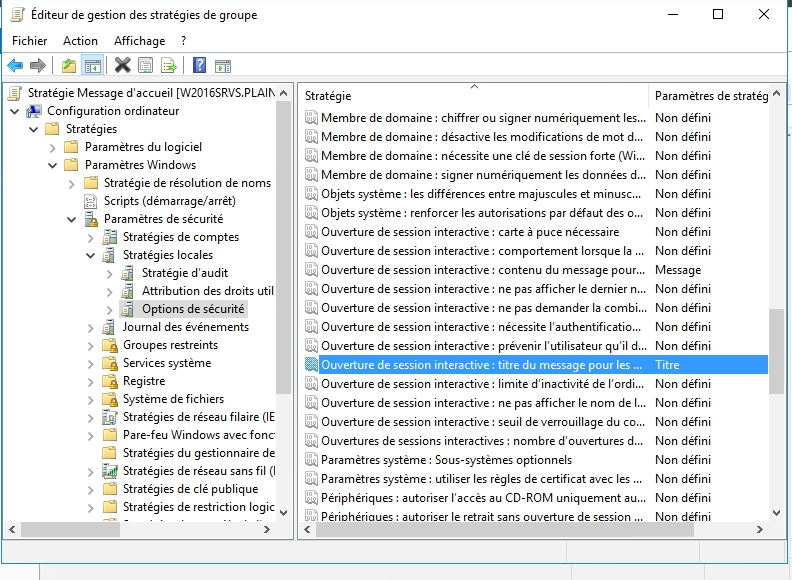 Éditeur de gestion des stratégies de groupe
Fichier Action Affichage ?
Stratégie Message d'accueil [W2016SRVS.PLAIN
Configuration ordinateur
Stratégies
Paramètres du logiciel
Paramètres Windows
Stratégie de résolution de noms
Scripts (démarrage/arrêt)
Paramètres de sécurité
Stratégies de comptes
Stratégies locales
Stratégie d'audit
Attribution des droits util
Options de sécurité
Journal des événements
Groupes restreints
Services système
Registre
Système de fichiers
Stratégies de réseau filaire (IE
Pare-feu Windows avec fonc
Stratégies du gestionnaire de
Stratégies de réseau sans fil (I
Stratégies de clé publique
Stratégies de restriction logic
Stratégie Paramètres de stratég
Membre de domaine : chiffrer ou signer numériquement les... Non défini
Membre de domaine : désactive les modifications de mot d... Non défini
Membre de domaine : nécessite une clé de session forte (Wi... Non défini
Membre de domaine : signer numériquement les données d... Non défini
Objets système : les différences entre majuscules et minusc... Non défini
Objets système : renforcer les autorisations par défaut des o... Non défini
Ouverture de session interactive : carte à puce nécessaire Non défini
Ouverture de session interactive : comportement lorsque la ... Non défini
Ouverture de session interactive : contenu du message pour... Message
Ouverture de session interactive : ne pas afficher le dernier n... Non défini
Ouverture de session interactive : ne pas demander la combi... Non défini
Ouverture de session interactive : nécessite l'authentificatio... Non défini
Ouverture de session interactive : prévenir l'utilisateur qu'il d... Non défini
Ouverture de session interactive : titre du message pour les ... Titre
Ouverture de session interactive : limite d'inactivité de l'ordi... Non défini
Ouverture de session interactive : ne pas afficher le nom de l... Non défini
Ouverture de session interactive : seuil de verrouillage du co... Non défini
Ouvertures de sessions interactives : nombre d'ouvertures d... Non défini
Paramètres système : Sous-systèmes optionnels Non défini
Paramètres système : utiliser les règles de certificat avec les ... Non défini
Périphériques : autoriser l'accès au CD-ROM uniquement au... Non défini
Périphériques : autoriser le retrait sans ouverture de session ... Non défini